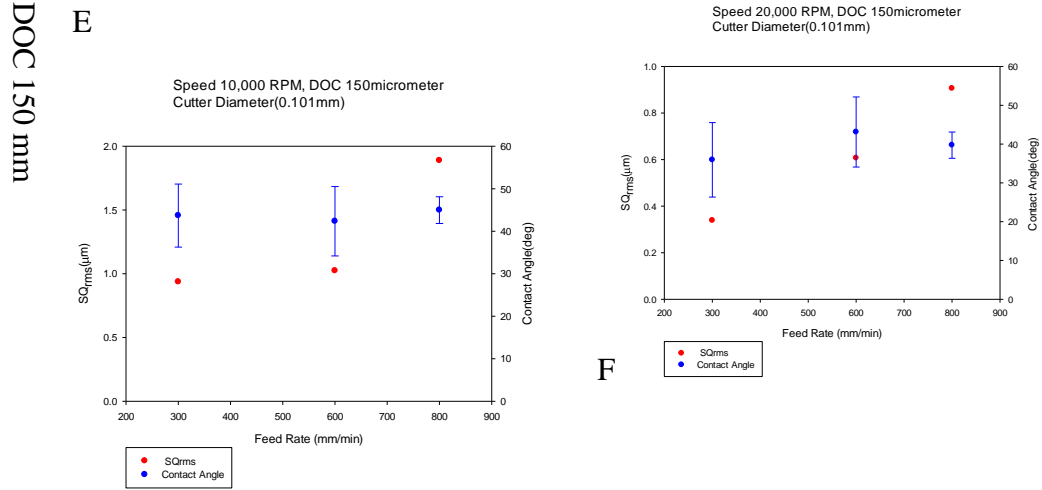 DOC 150 mm
E
Speed 10,000 RPM, DOC 150micrometer
Cutter Diameter(0.101mm)
2.0
1.5
1.0
0.5
0.0
SQrms(μm)
60
50
40
30
20
10
0
Contact Angle(deg)
200 300 400 500 600 700 800 900
Feed Rate (mm/min)
SQrms
Contact Angle
Speed 20,000 RPM, DOC 150micrometer
Cutter Diameter(0.101mm)
1.0
0.8
0.6
0.4
0.2
0.0
SQrms(μm)
60
50
40
30
20
10
0
Contact Angle(deg)
200 300 400 500 600 700 800 900
Feed Rate (mm/min)
SQrms
Contact Angle
F